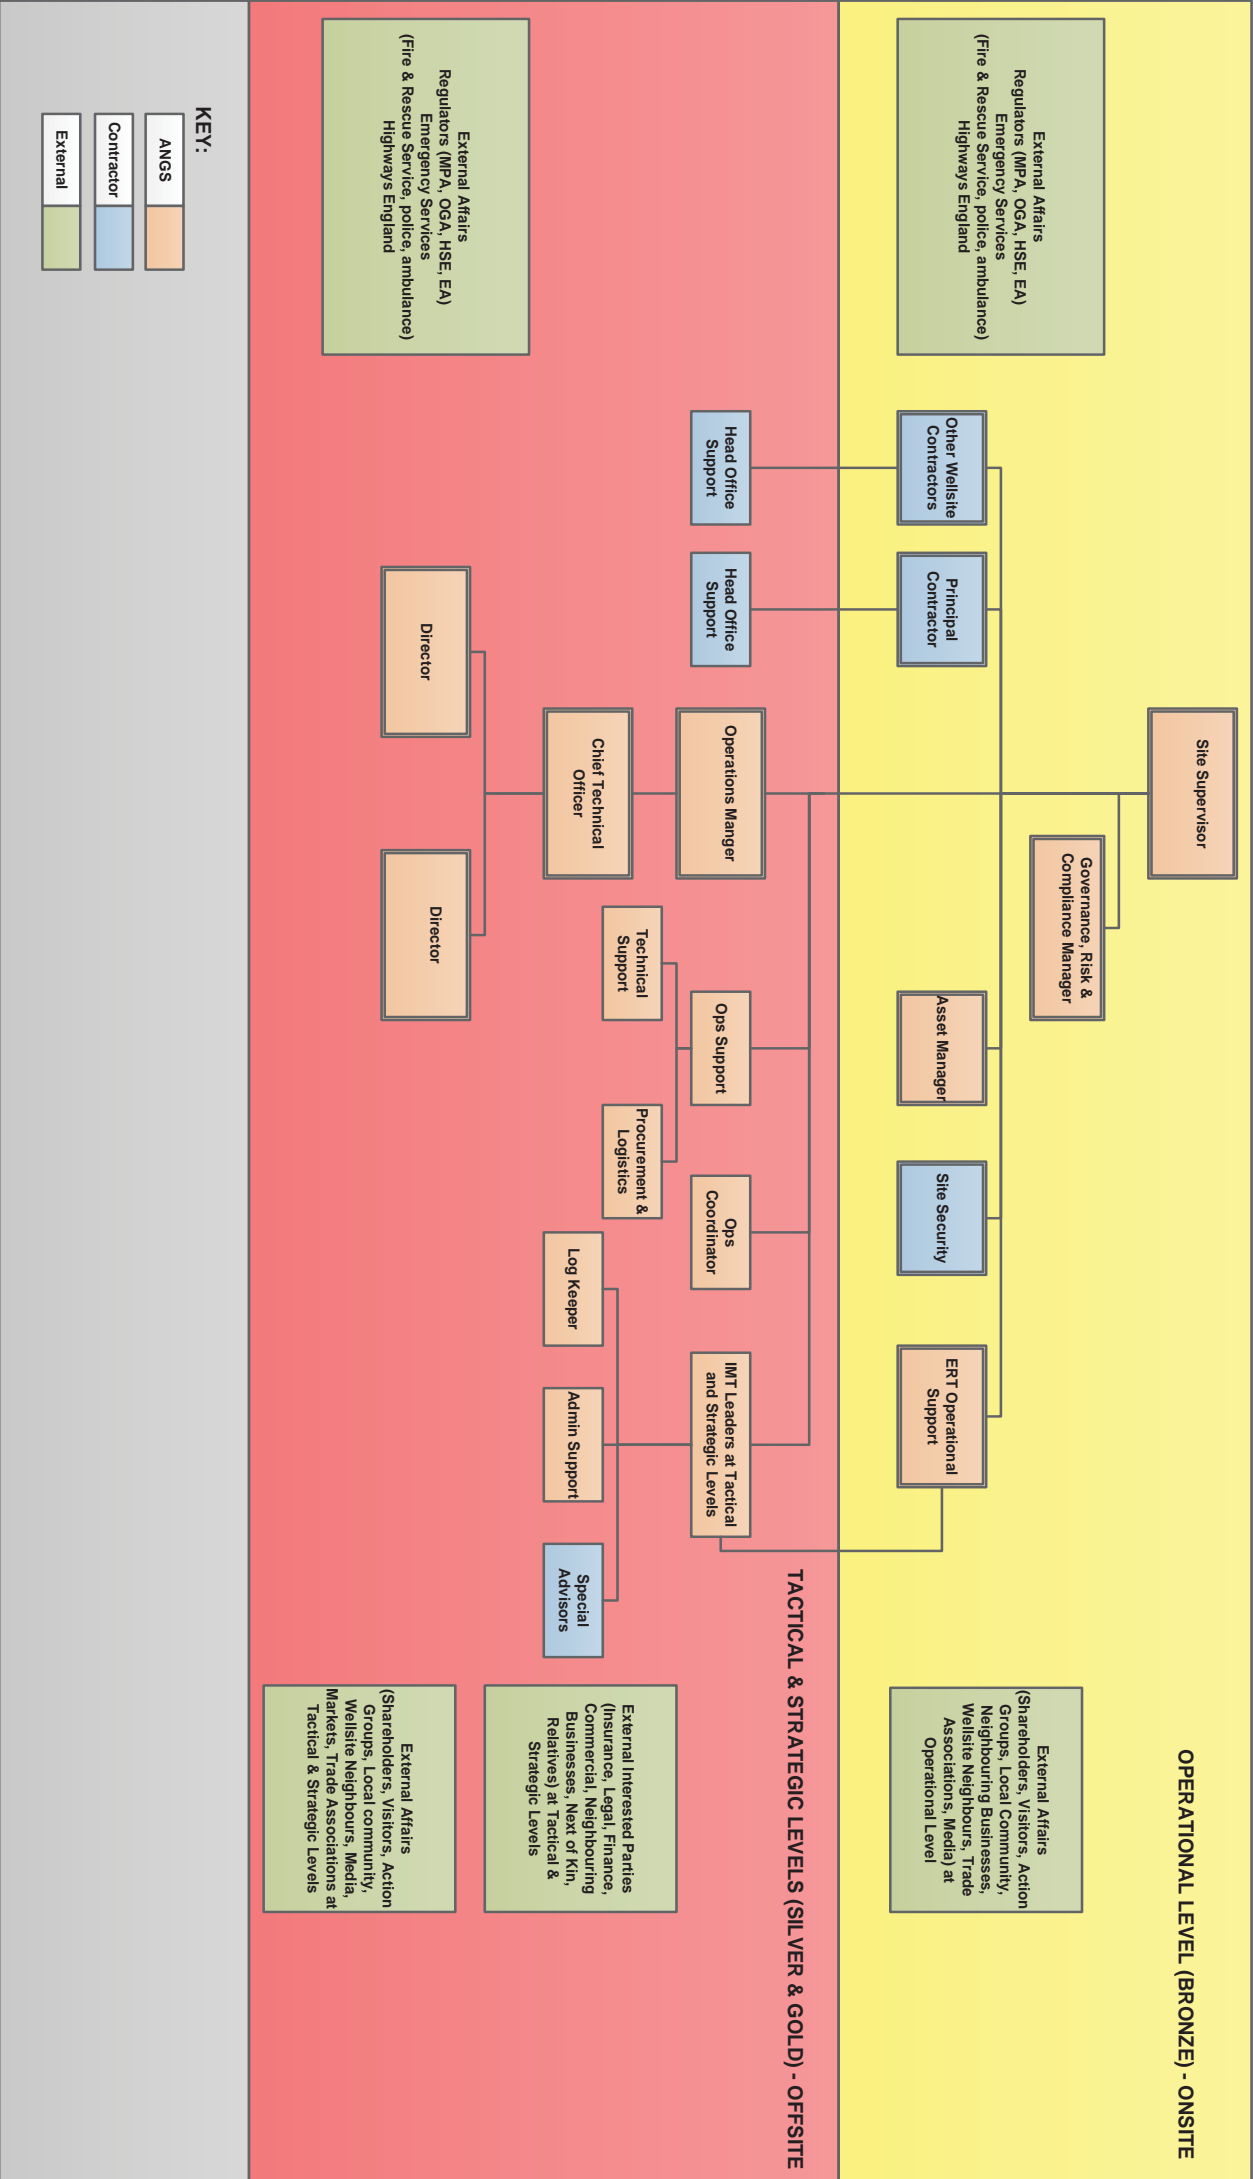 OPERATIONAL LEVEL (BRONZE) - ONSITE
Site Supervisor
Governance, Risk &
Compliance Manager
External Affairs
Regulators (MPA, OGA, HSE, EA)
Emergency Services
(Fire & Rescue Service, police, ambulance)
Highways England
Other Wellsite
Contractors
Principal
Contractor
Asset Manager
Site Security
ERT Operational
Support
External Affairs
(Shareholders, Visitors, Action
Groups, Local Community,
Neighbouring Businesses,
Wellsite Neighbours, Trade
Associations, Media) at
Operational Level
TACTICAL & STRATEGIC LEVELS (SILVER & GOLD) - OFFSITE
Head Office
Support
Head Office
Support
Operations Manger
Ops Support
Ops
Coordinator
IMT Leaders at Tactical
and Strategic Levels
Technical
Support
Procurement &
Logistics
Chief Technical
Officer
Log Keeper
Admin Support
Special
Advisors
External Interested Parties
(Insurance, Legal, Finance,
Commercial, Neighbouring
Businesses, Next of Kin,
Relatives) at Tactical &
Strategic Levels
External Affairs
Regulators (MPA, OGA, HSE, EA)
Emergency Services
(Fire & Rescue Service, police, ambulance)
Highways England
Director
Director
External Affairs
(Shareholders, Visitors, Action
Groups, Local community,
Wellsite Neighbours, Media,
Markets, Trade Associations at
Tactical & Strategic Levels
KEY:
ANGS
Contractor
External